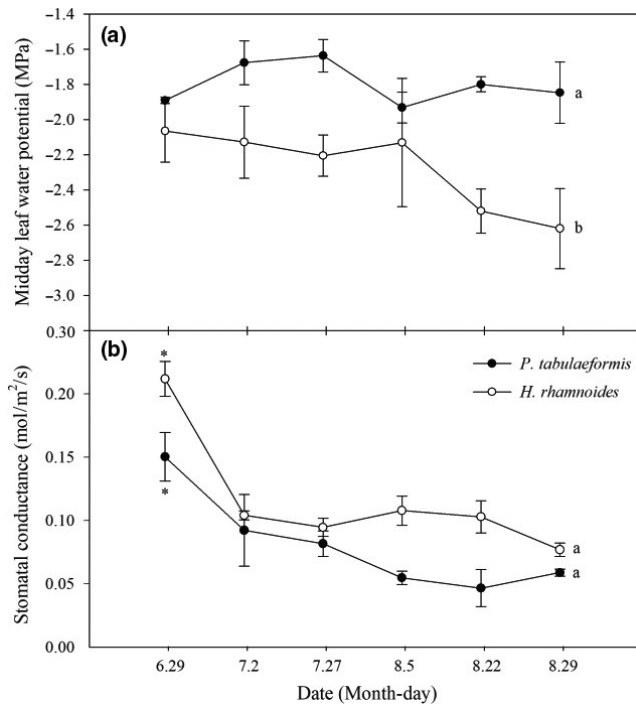 (a)
Midday leaf water potential (MPa)
−1.4
−1.6
−1.8
−2.0
−2.2
−2.4
−2.6
−2.8
−3.0
a
b
(b)
Stomatal conductance (mol/m²/s)
0.30
0.20
0.15
0.10
0.05
0.00
*
*
P. tabulaeformis
H. rhamnoides
a
a
6.29 7.2 7.27 8.5 8.22 8.29
Date (Month-day)